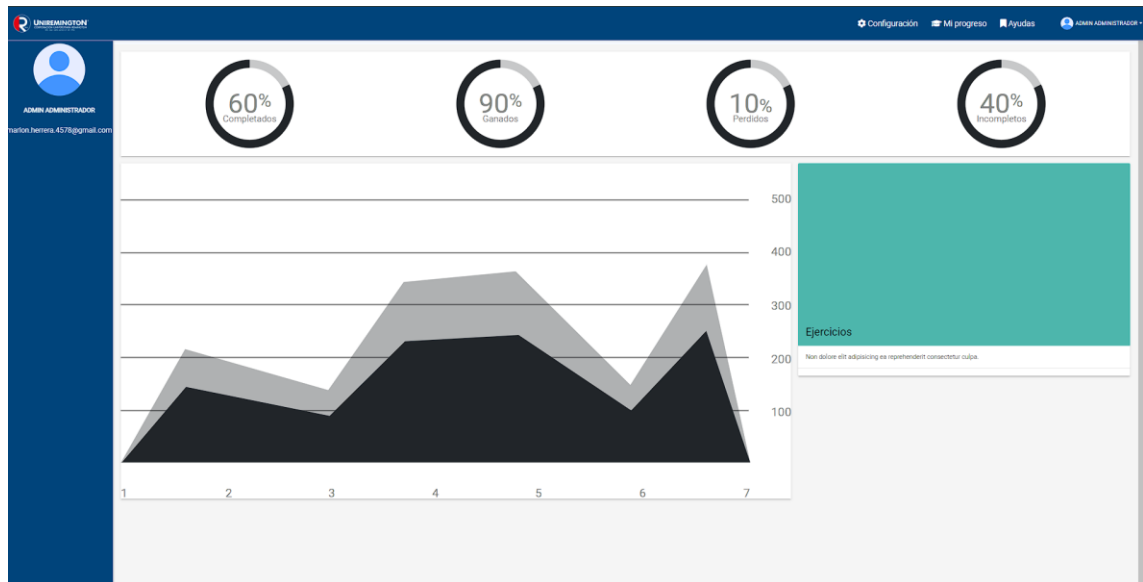 UNIREMINGTON
Configuración Mi progreso Ayudas ADMIN ADMINISTRADOR
ADMIN ADMINISTRADOR
marlon.herrera.4578@gmail.com
60%
Completados
90%
Ganados
10%
Perdidos
40%
Incompletos
500
400
300
200
100
1 2 3 4 5 6 7
Ejercicios
Non dolore elit adipisicing ea reprehenderit consectetur culpa.